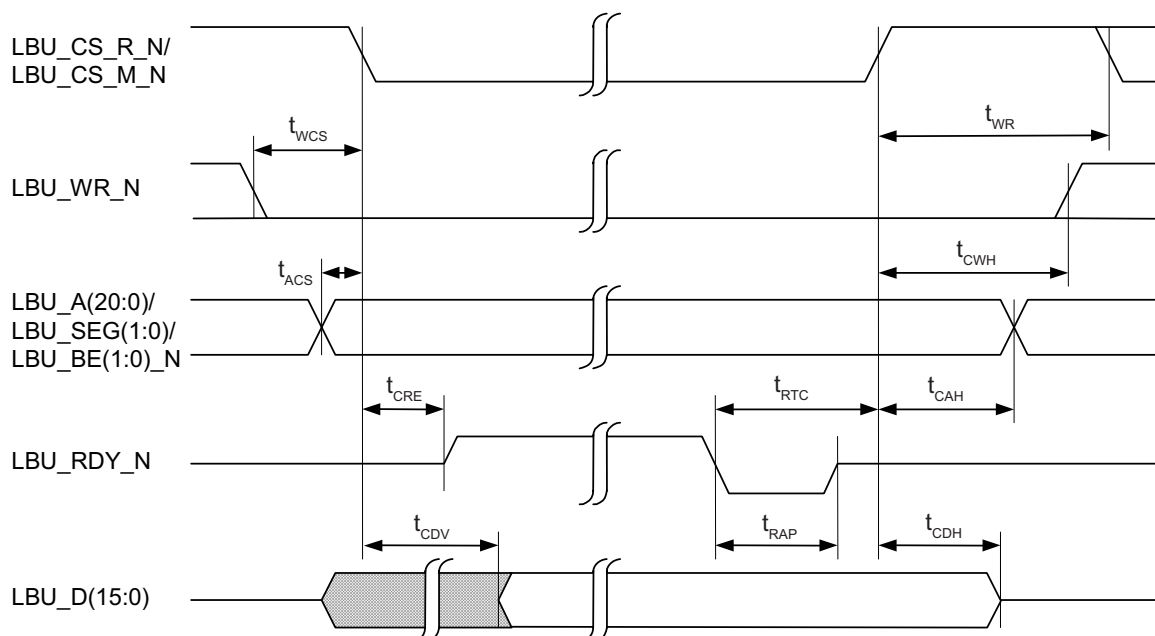 LBU_CS_R_N/
LBU_CS_M_N
t_WCS
t_WR
LBU_WR_N
t_ACS
t_CWH
LBU_A(20:0)/
LBU_SEG(1:0)/
LBU_BE(1:0)_N
t_CRE
t_RTC
t_CAH
LBU_RDY_N
t_CDV
t_RAP
t_CDH
LBU_D(15:0)